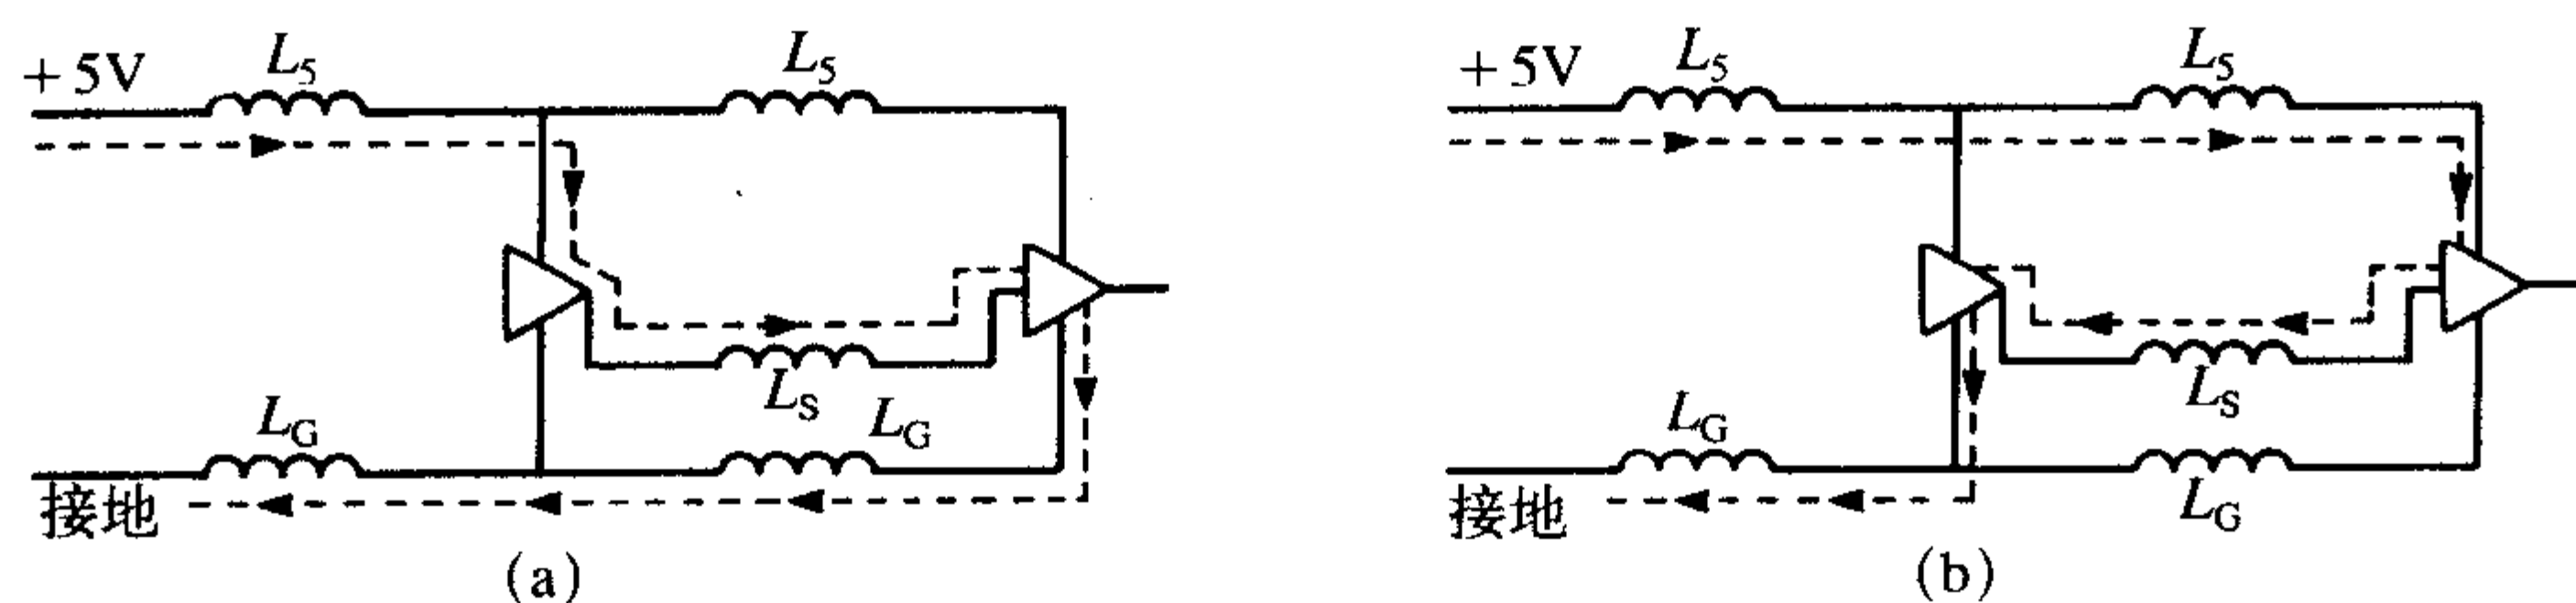 +5V L5 L5
LS
LG LG
接地
(a)
+5V L5 L5
LS
LG
接地 LG
(b)